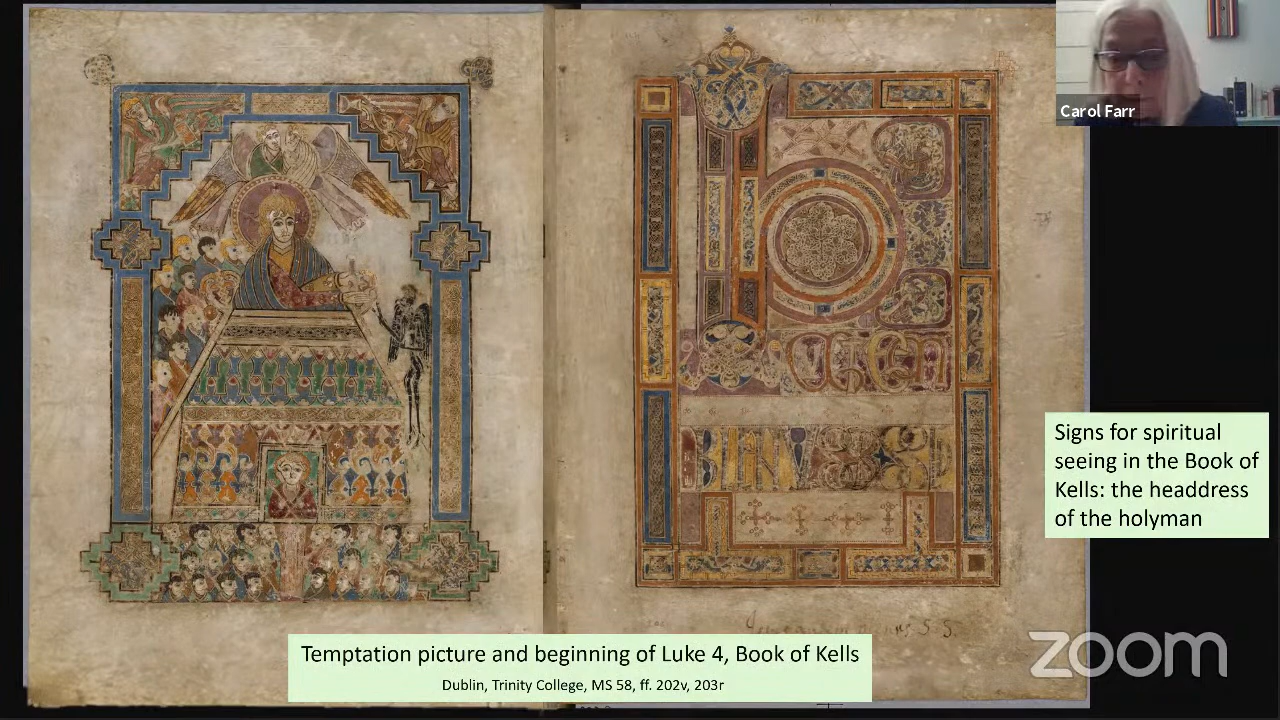 Carol Farr
Signs for spiritual
seeing in the Book of
Kells: the headdress
of the holyman
Temptation picture and beginning of Luke 4, Book of Kells
Dublin, Trinity College, MS 58, ff. 202v, 203r
zoom